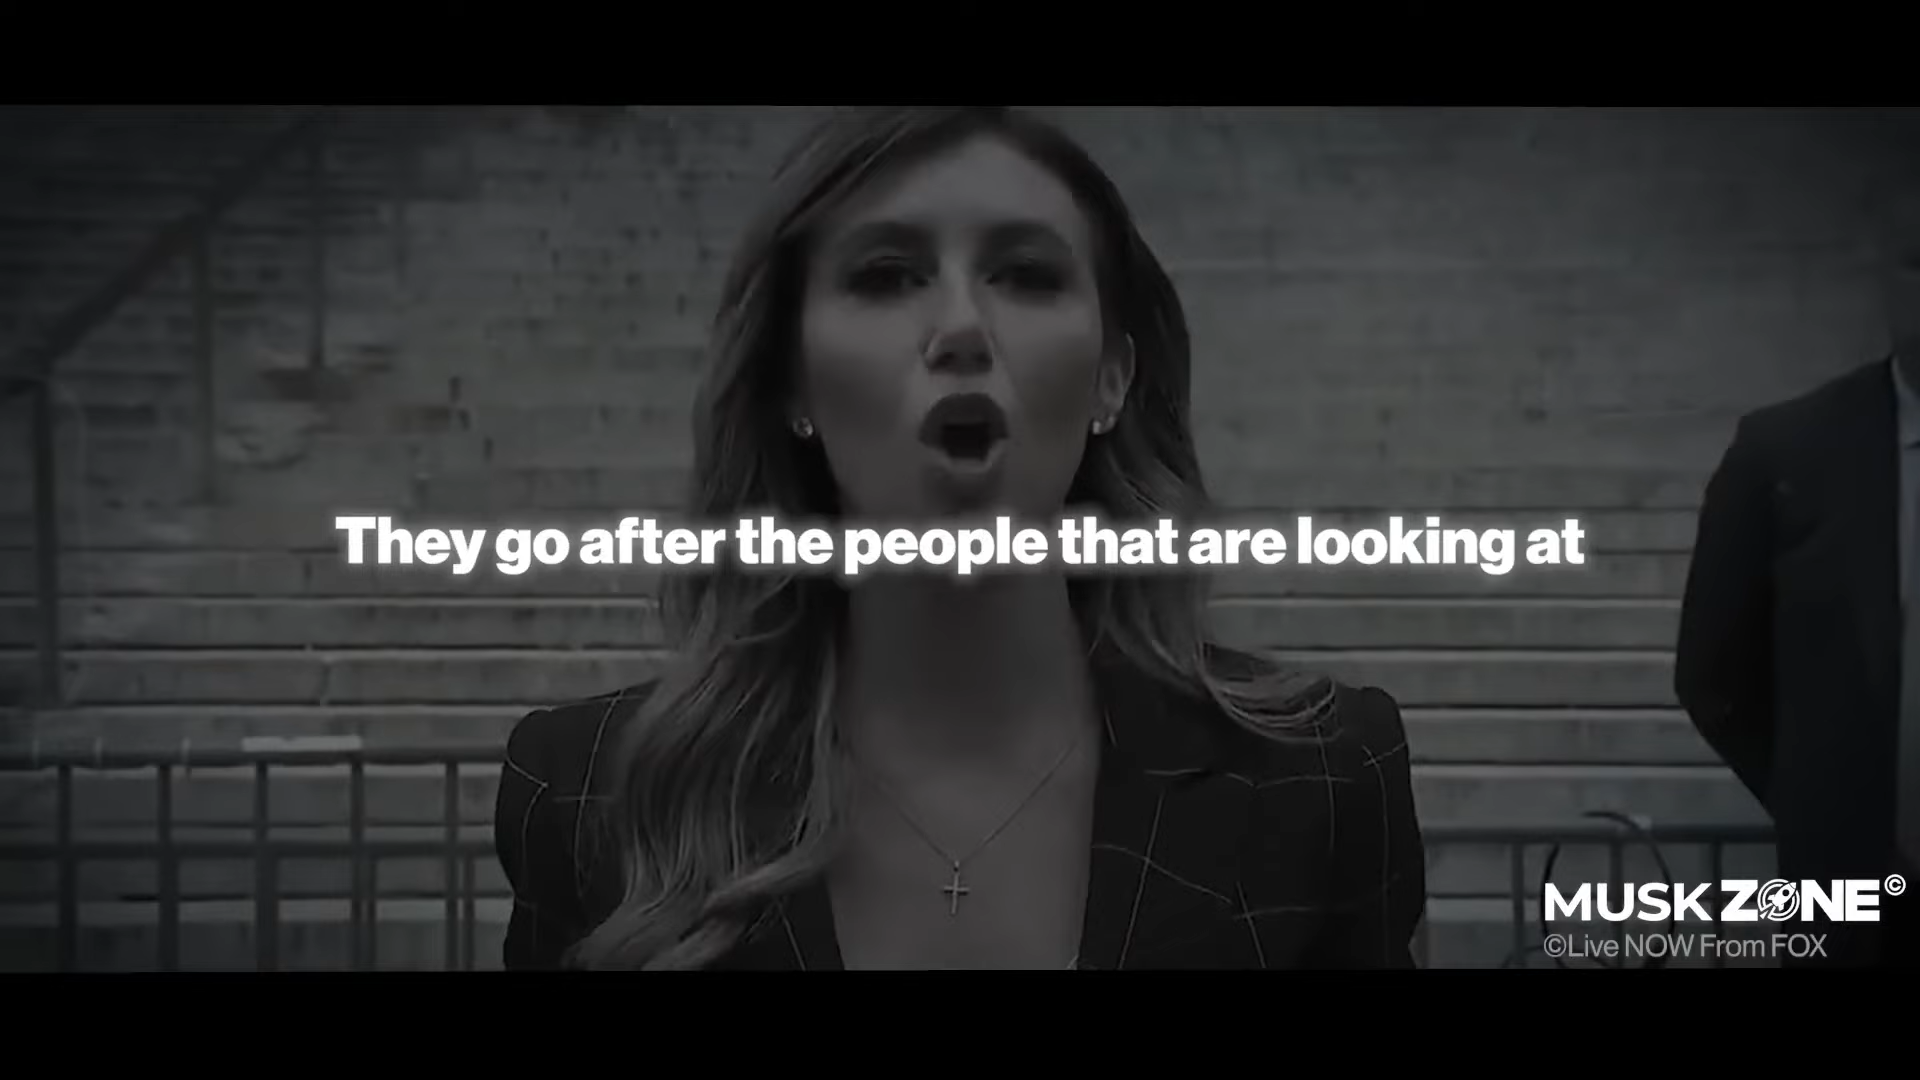 They go after the people that are looking at
MUSK ZONE©
©Live NOW From FOX